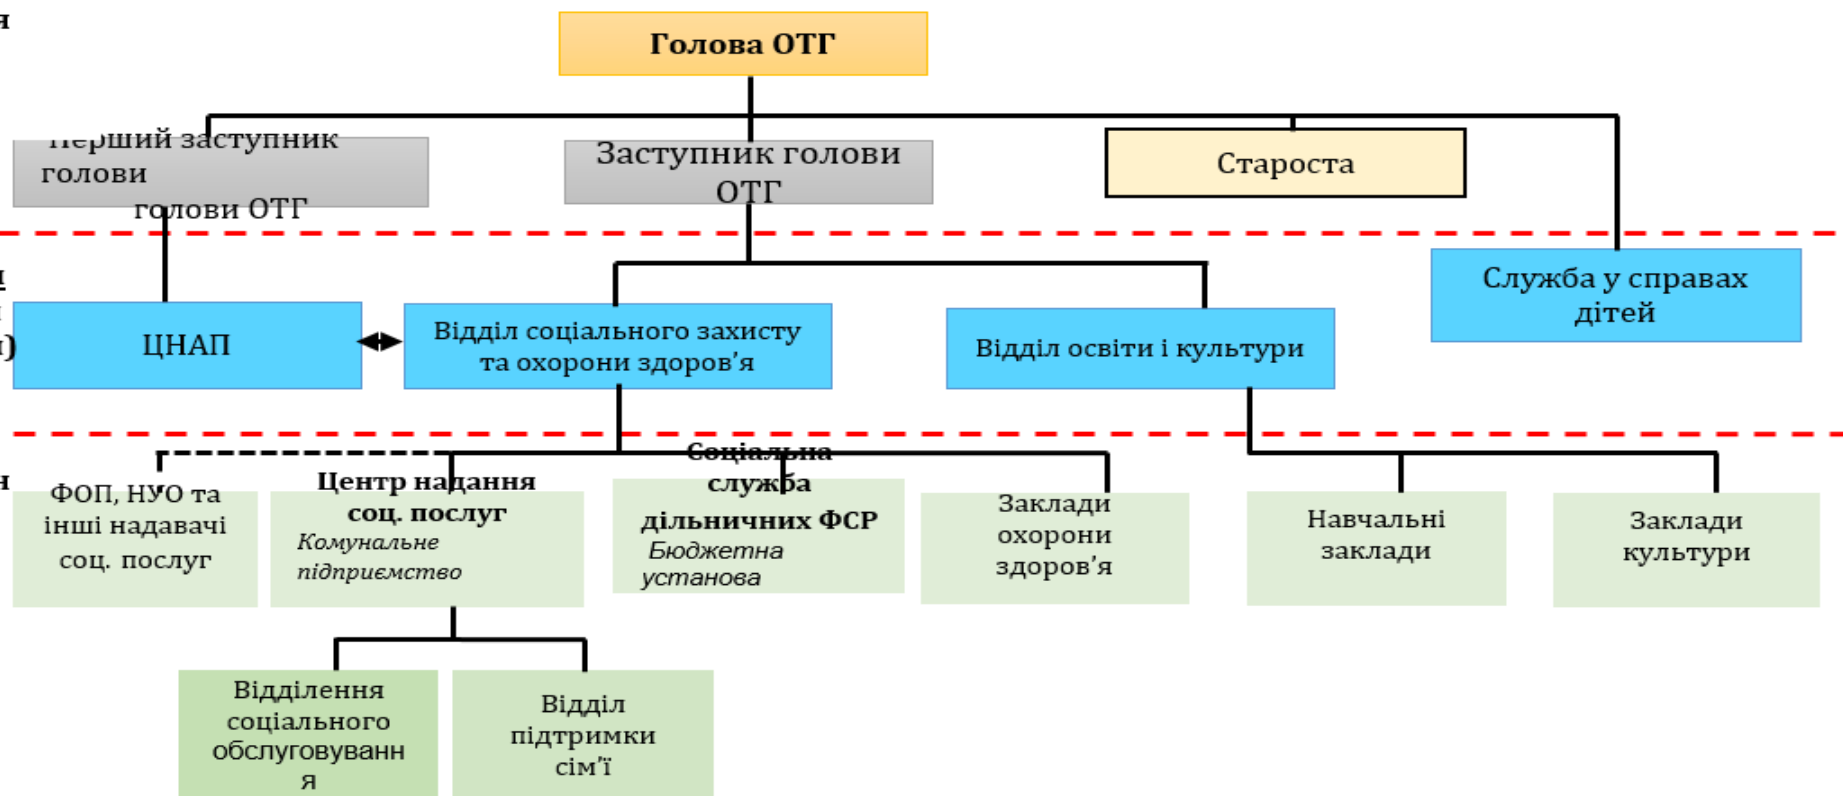 я
Голова ОТГ
Перший заступник
голови
голови ОТГ
Заступник голови
ОТГ
Староста
Служба у справах
дітей
ЦНАП
Відділ соціального захисту
та охорони здоров’я
Відділ освіти і культури
ФОП, НУО та
інші надавачі
соц. послуг
Центр надання
соц. послуг
Комунальне
підприємство
Соціальна
служба
дільничних ФСР
Бюджетна
установа
Заклади
охорони
здоров’я
Навчальні
заклади
Заклади
культури
Відділення
соціального
обслуговуванн
я
Відділ
підтримки
сім’ї